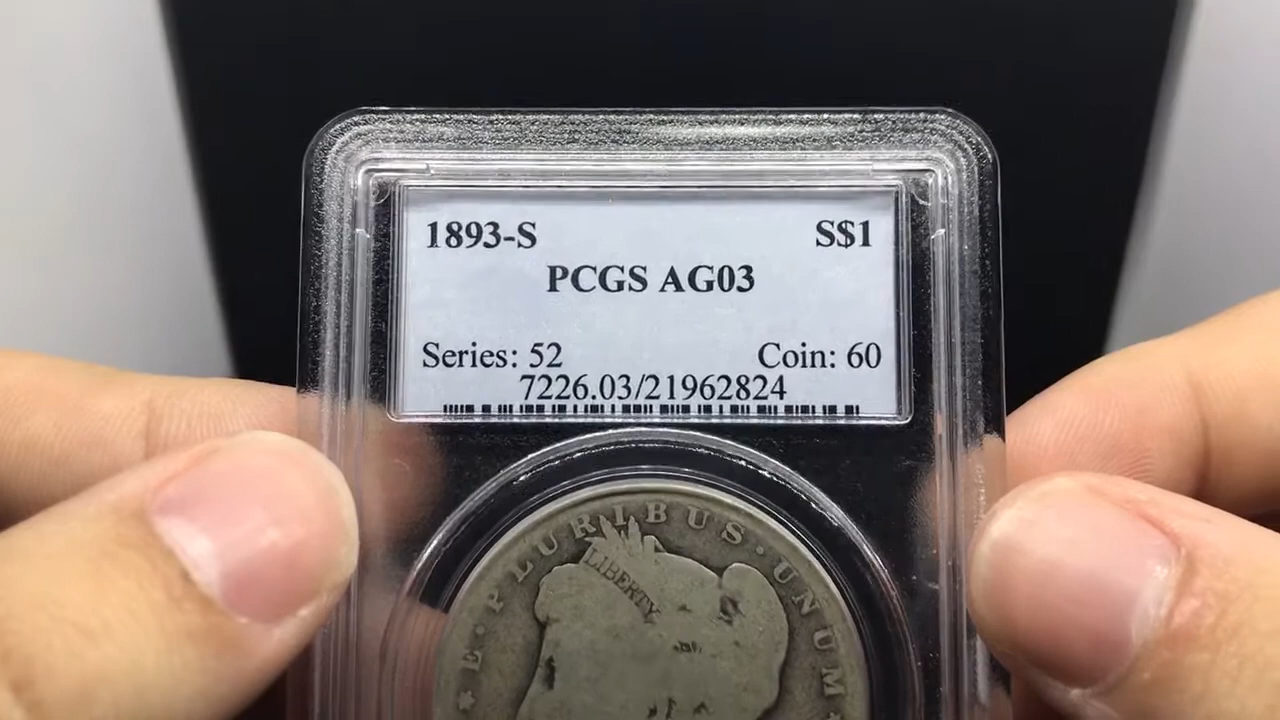 1893-S S$1
PCGS AG03
Series: 52 Coin: 60
7226.03/21962824
E · PLURIBUS · UNUM
LIBERTY